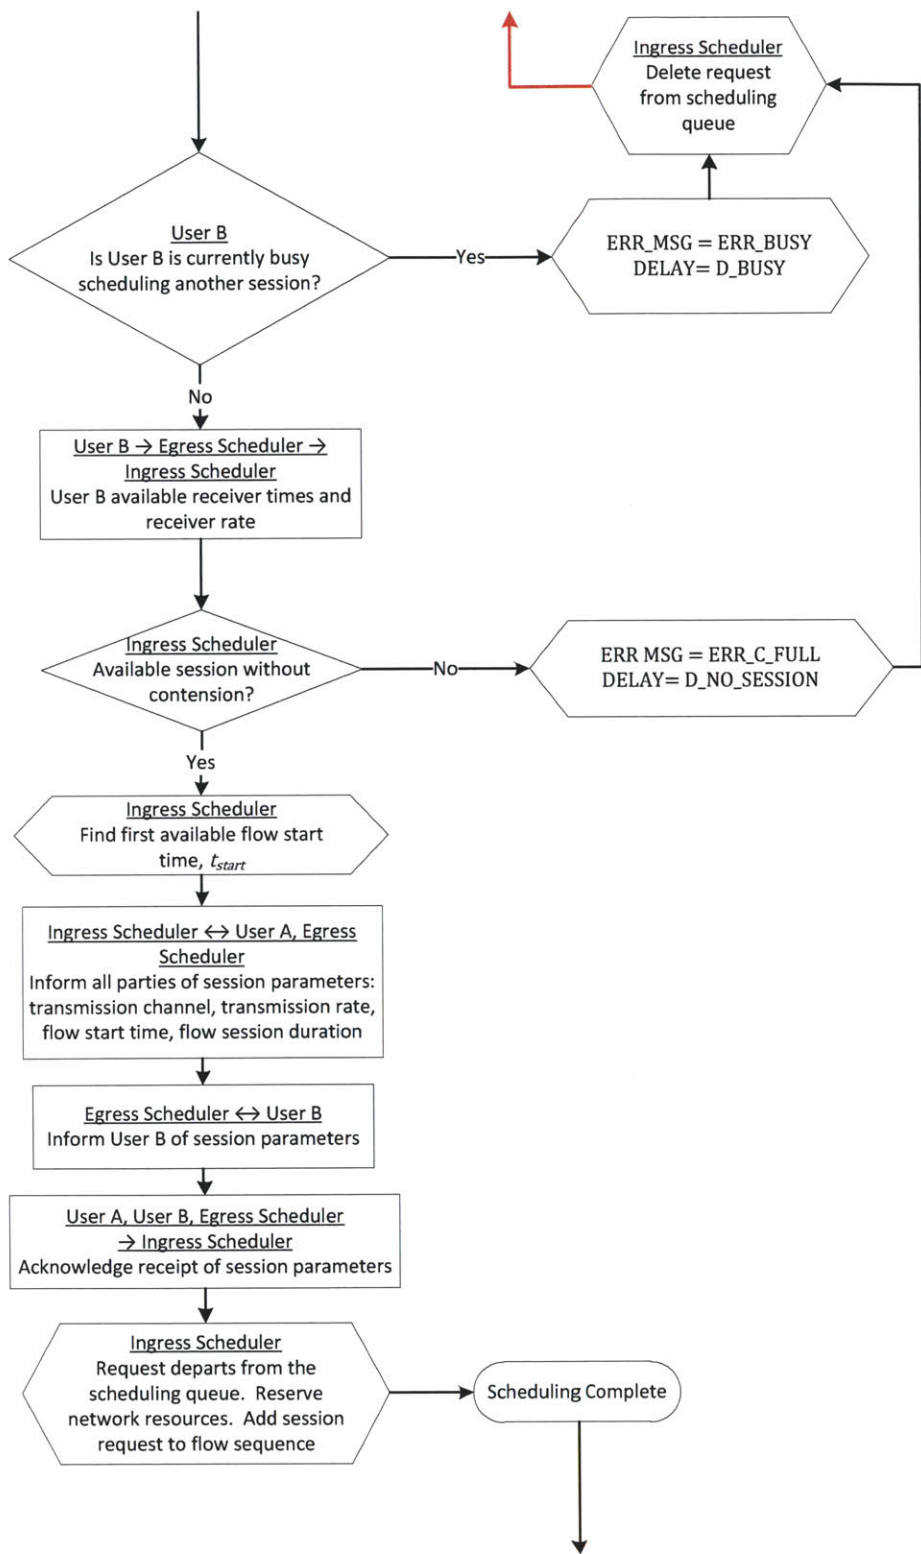 Ingress Scheduler
Delete request
from scheduling
queue
User B
Is User B is currently busy
scheduling another session?
Yes
ERR_MSG = ERR_BUSY
DELAY= D_BUSY
No
User B → Egress Scheduler →
Ingress Scheduler
User B available receiver times and
receiver rate
Ingress Scheduler
Available session without
contension?
No
ERR MSG = ERR_C_FULL
DELAY= D_NO_SESSION
Yes
Ingress Scheduler
Find first available flow start
time, t_start
Ingress Scheduler ↔ User A, Egress
Scheduler
Inform all parties of session parameters:
transmission channel, transmission rate,
flow start time, flow session duration
Egress Scheduler ↔ User B
Inform User B of session parameters
User A, User B, Egress Scheduler
→ Ingress Scheduler
Acknowledge receipt of session parameters
Ingress Scheduler
Request departs from the
scheduling queue. Reserve
network resources. Add session
request to flow sequence
Scheduling Complete